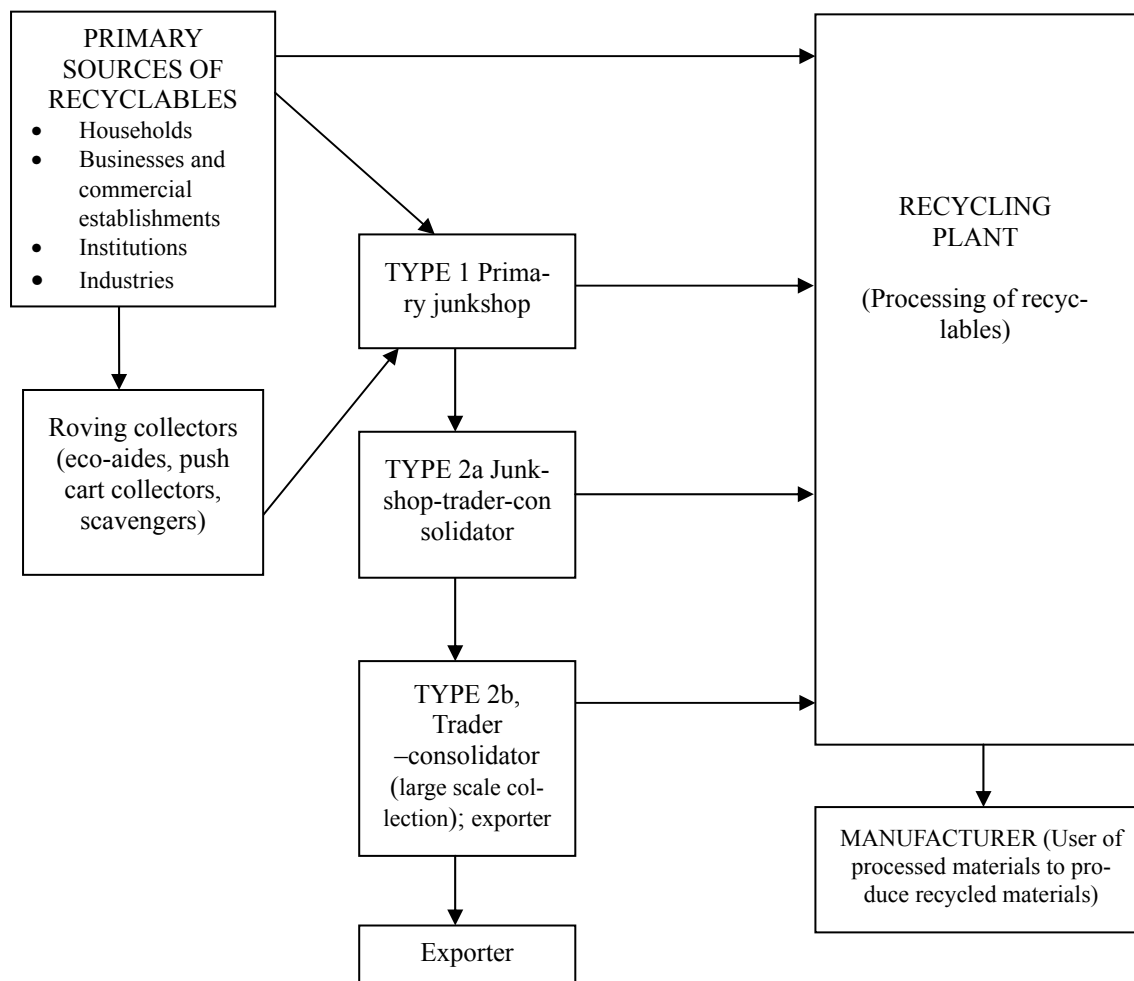 PRIMARY
SOURCES OF
RECYCLABLES
• Households
• Businesses and
commercial
establishments
• Institutions
• Industries
RECYCLING
PLANT
(Processing of recyc-
lables)
TYPE 1 Prima-
ry junkshop
Roving collectors
(eco-aides, push
cart collectors,
scavengers)
TYPE 2a Junk-
shop-trader-con
solidator
TYPE 2b,
Trader
–consolidator
(large scale col-
lection); exporter
MANUFACTURER (User of
processed materials to pro-
duce recycled materials)
Exporter